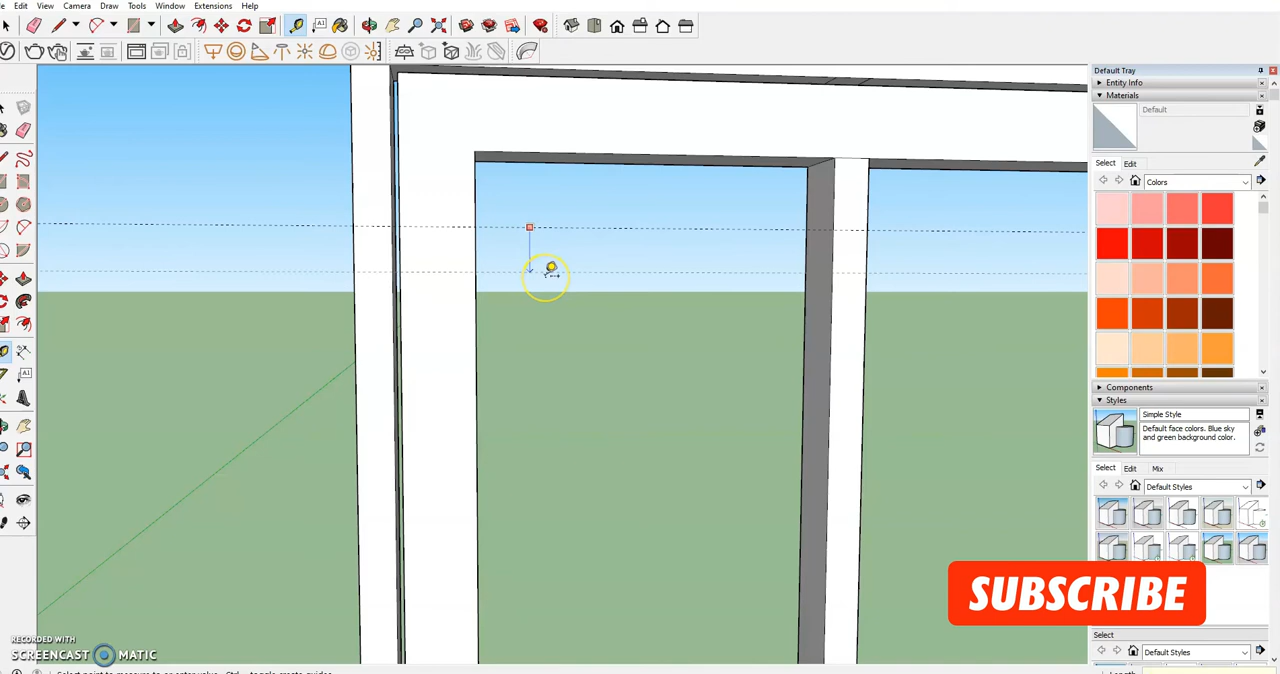 Edit View Camera Draw Tools Window Extensions Help
Default Tray
Entity Info
Materials
Default
Select Edit
Colors
Components
Styles
Simple Style
Default face colors. Blue sky
and green background color.
Select Edit Mix
Default Styles
SUBSCRIBE
RECORDED WITH
SCREENCAST MATIC
Select
Default Styles